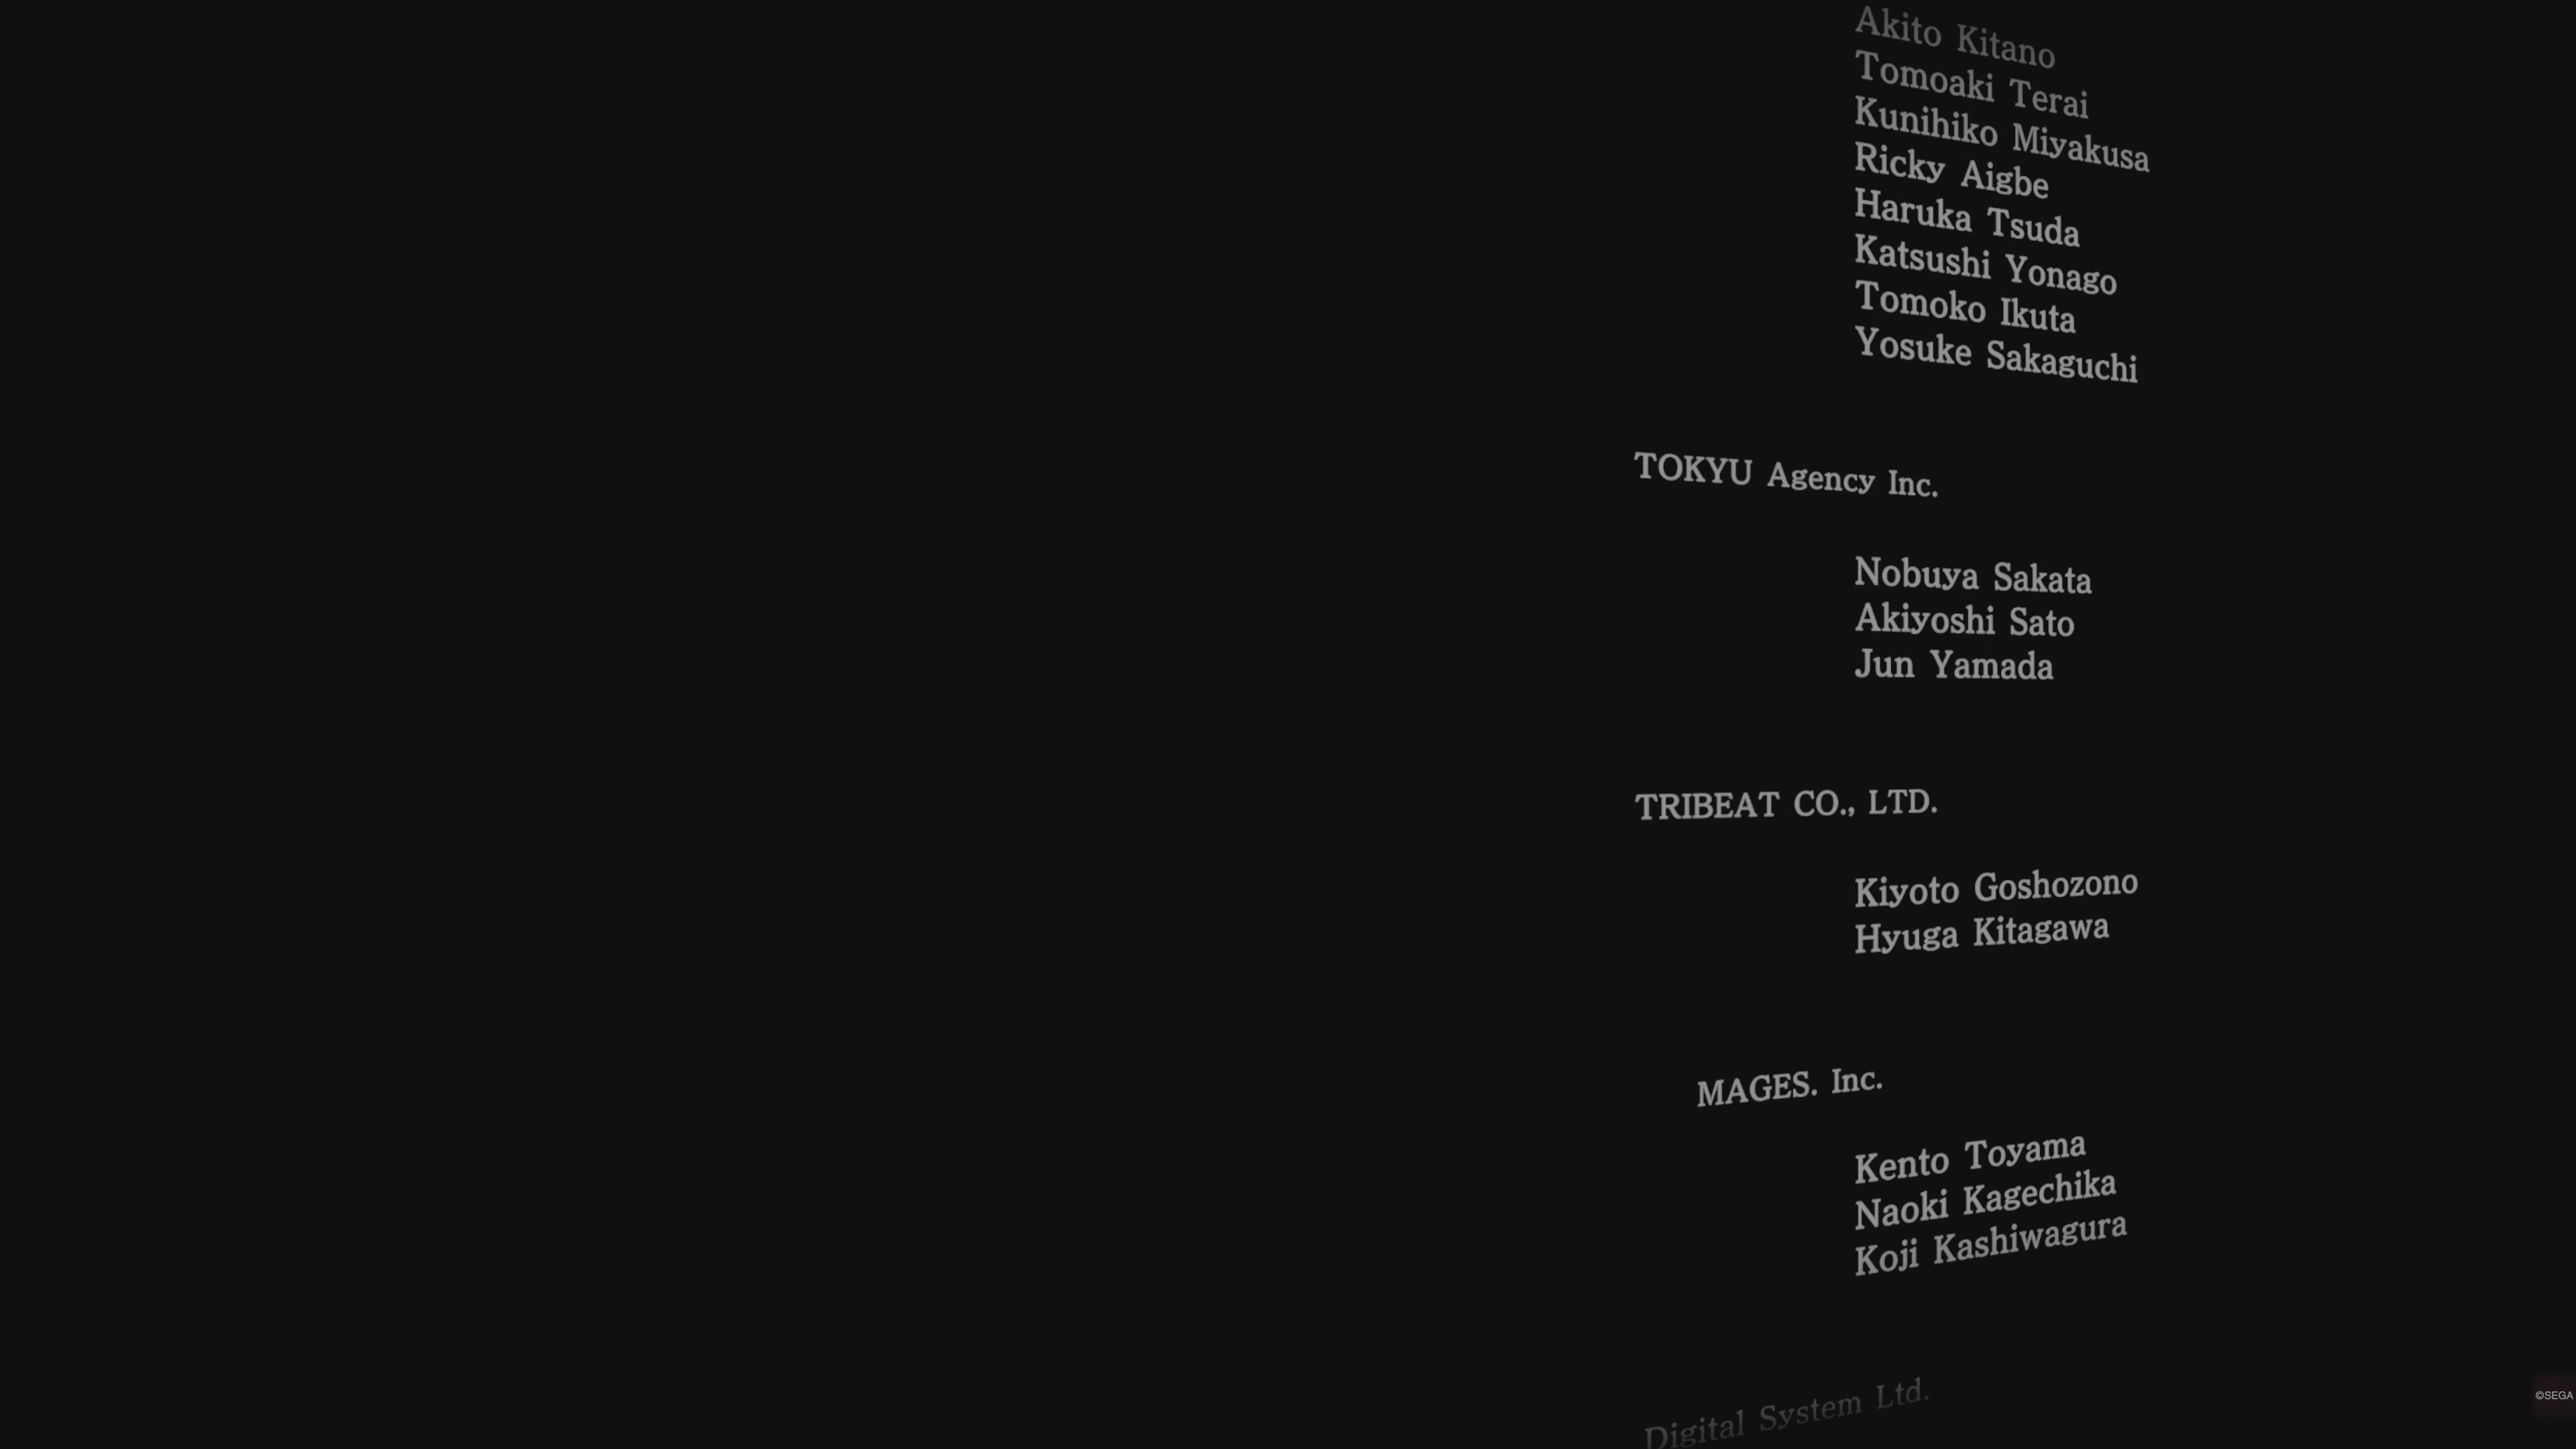 Akito Kitano
Tomoaki Terai
Kunihiko Miyakusa
Ricky Aigbe
Haruka Tsuda
Katsushi Yonago
Tomoko Ikuta
Yosuke Sakaguchi
TOKYU Agency Inc.
Nobuya Sakata
Akiyoshi Sato
Jun Yamada
TRIBEAT CO., LTD.
Kiyoto Goshozono
Hyuga Kitagawa
MAGES. Inc.
Kento Toyama
Naoki Kagechika
Koji Kashiwagura
Digital System Ltd.
©SEGA